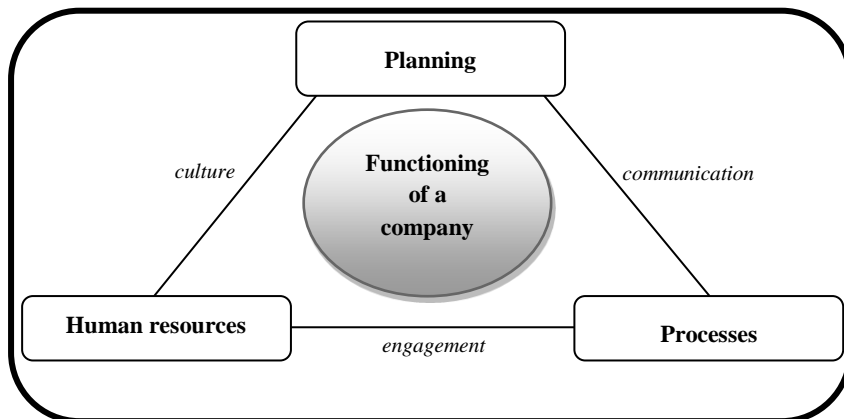 Planning
culture
Functioning
of a
company
communication
Human resources
engagement
Processes